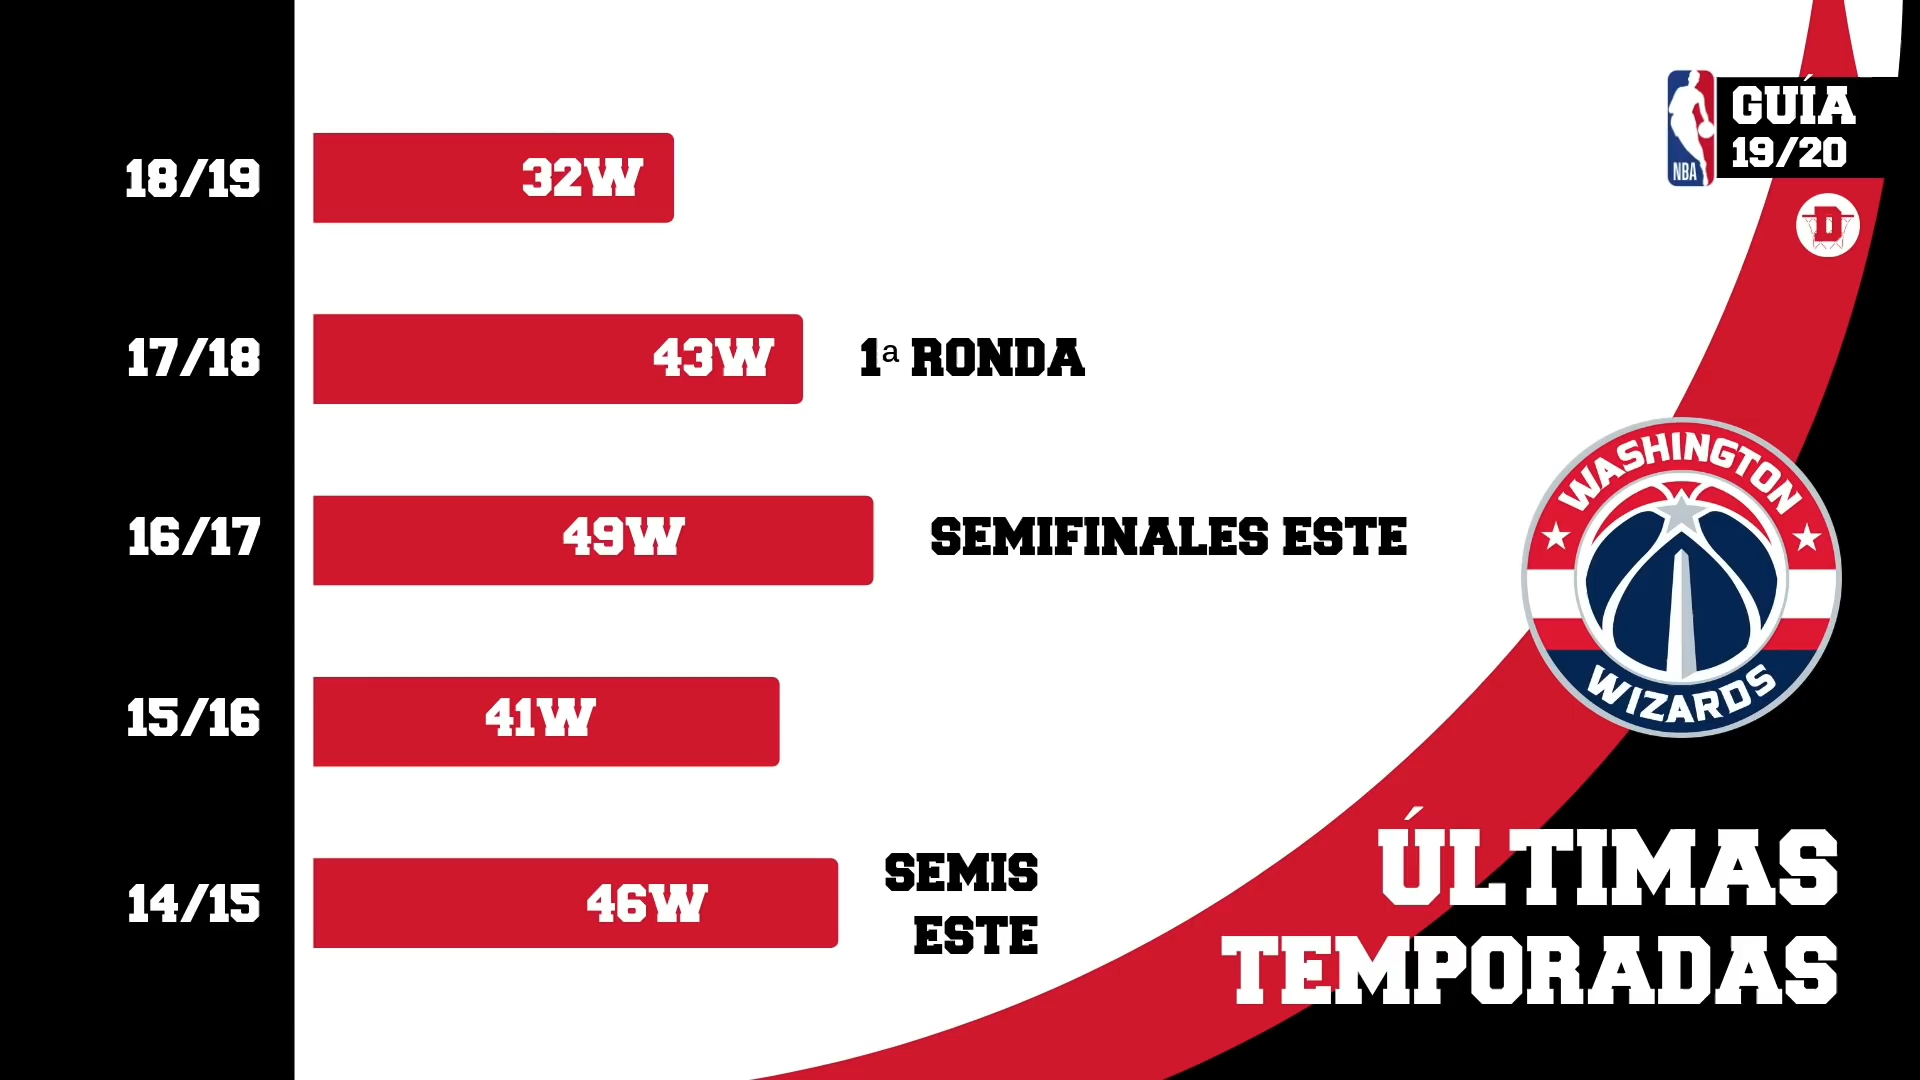 18/19 32W
17/18 43W 1ª RONDA
16/17 49W SEMIFINALES ESTE
15/16 41W
14/15 46W SEMIS
ESTE
GUÍA
19/20
NBA
D
WASHINGTON
WIZARDS
ÚLTIMAS
TEMPORADAS